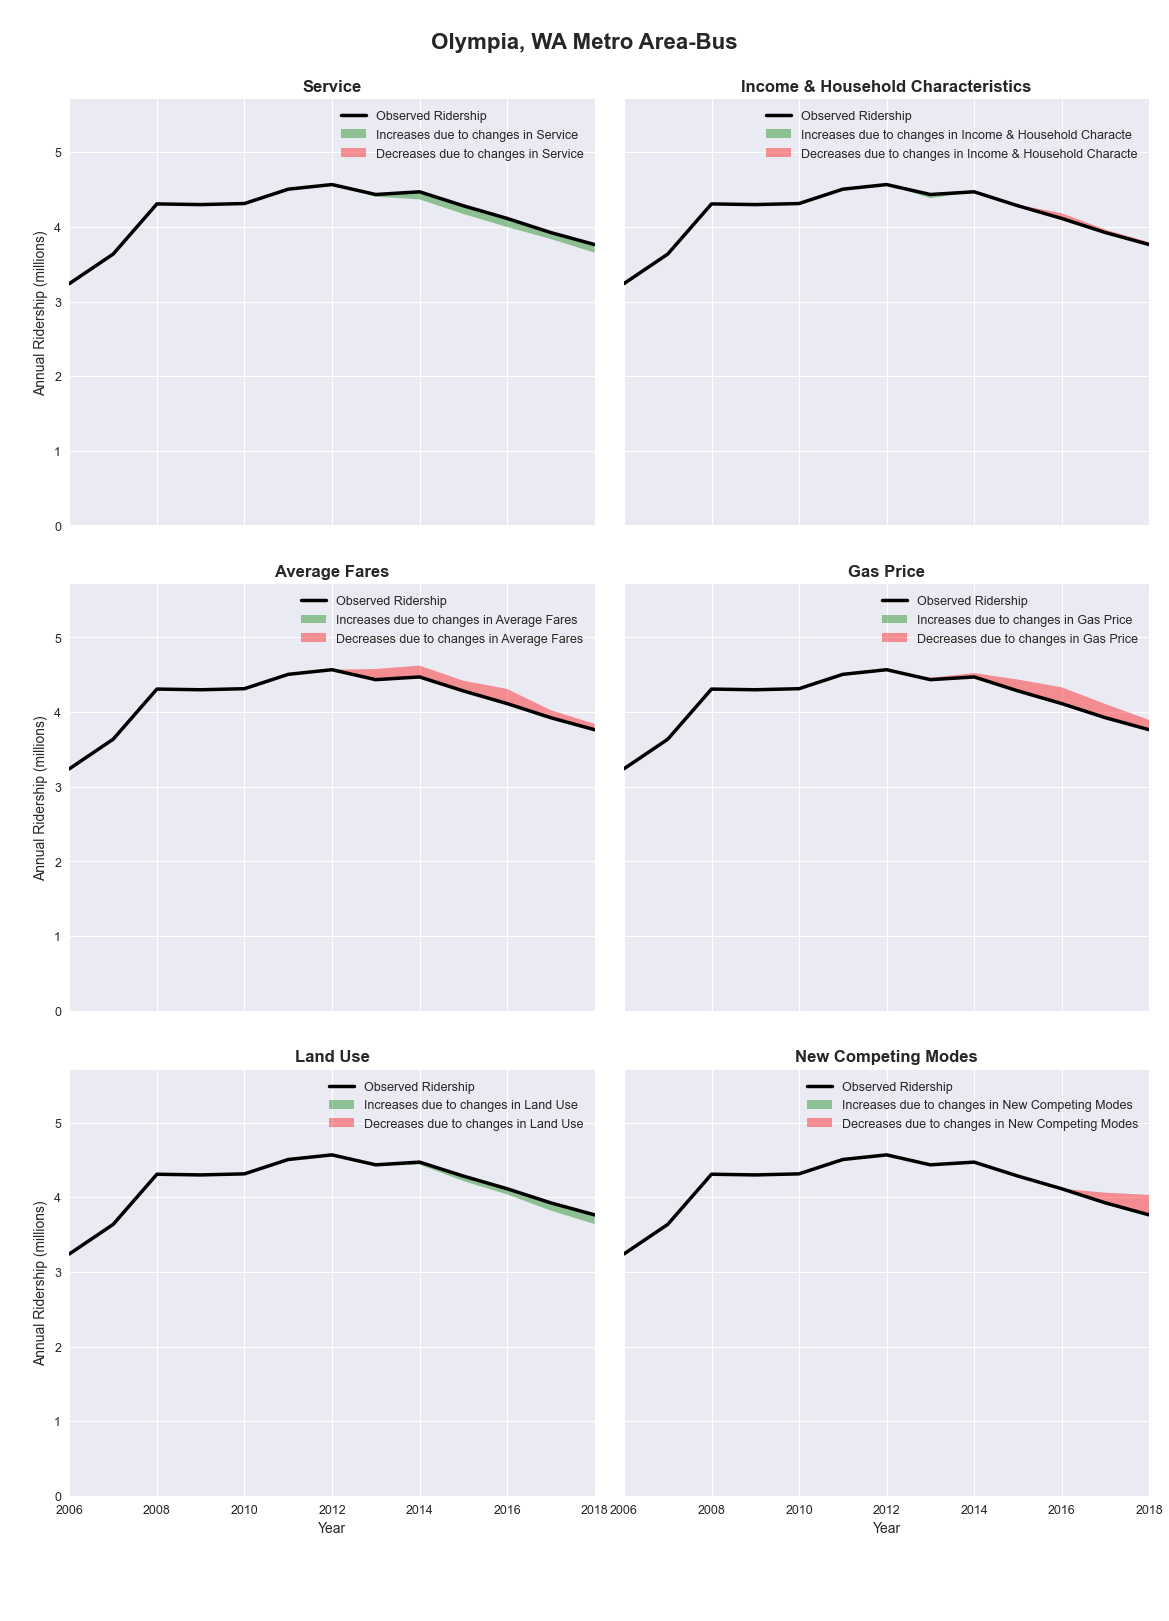 Olympia, WA Metro Area-Bus
Service
Observed Ridership
Increases due to changes in Service
Decreases due to changes in Service
5
4
3
2
1
0
Annual Ridership (millions)
Income & Household Characteristics
Observed Ridership
Increases due to changes in Income & Household Characte
Decreases due to changes in Income & Household Characte
Average Fares
Observed Ridership
Increases due to changes in Average Fares
Decreases due to changes in Average Fares
5
4
3
2
1
0
Annual Ridership (millions)
Gas Price
Observed Ridership
Increases due to changes in Gas Price
Decreases due to changes in Gas Price
Land Use
Observed Ridership
Increases due to changes in Land Use
Decreases due to changes in Land Use
5
4
3
2
1
0
Annual Ridership (millions)
2006 2008 2010 2012 2014 2016 2018
Year
New Competing Modes
Observed Ridership
Increases due to changes in New Competing Modes
Decreases due to changes in New Competing Modes
2006 2008 2010 2012 2014 2016 2018
Year